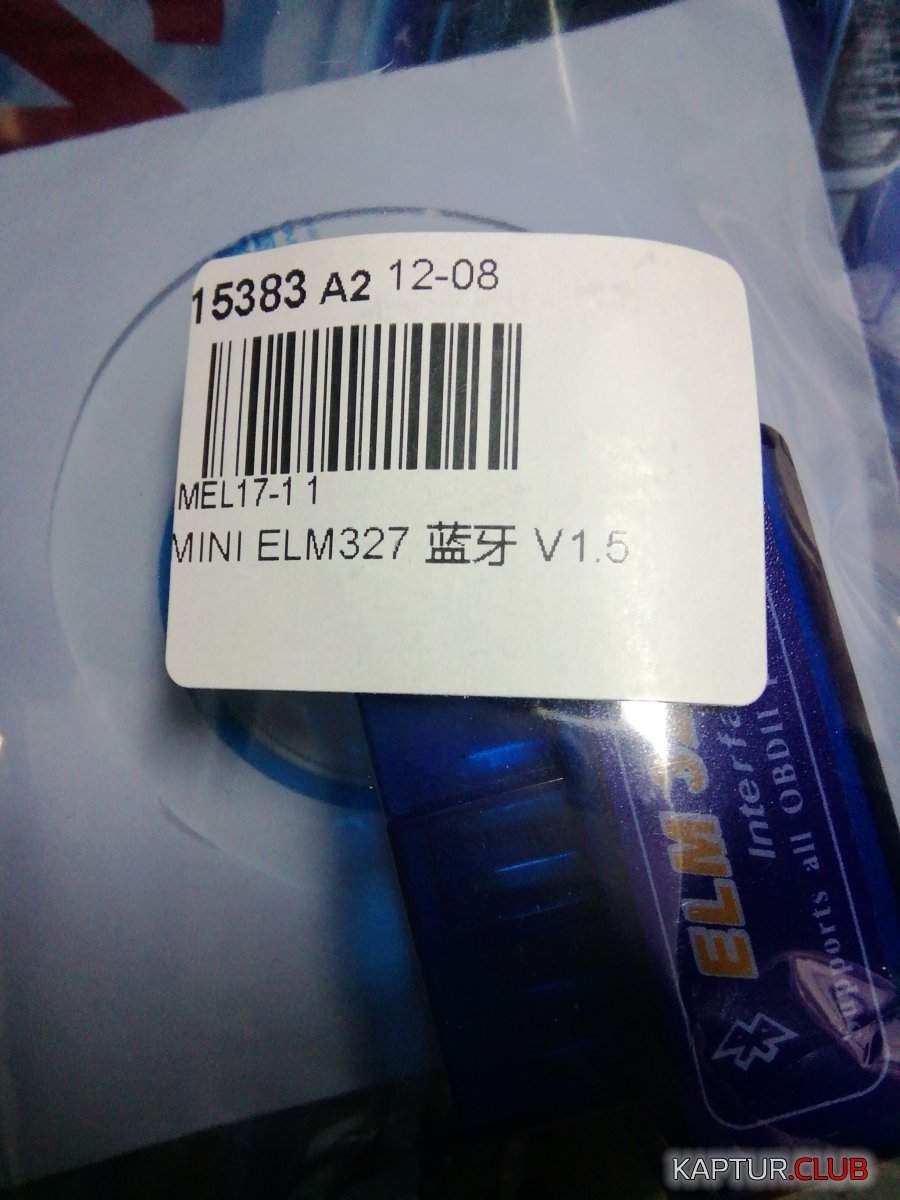 15383 A2 12-08
MEL17-1 1
MINI ELM327 蓝牙 V1.5
ELM
Interfa
Supports all OBDII
KAPTUR.CLUB